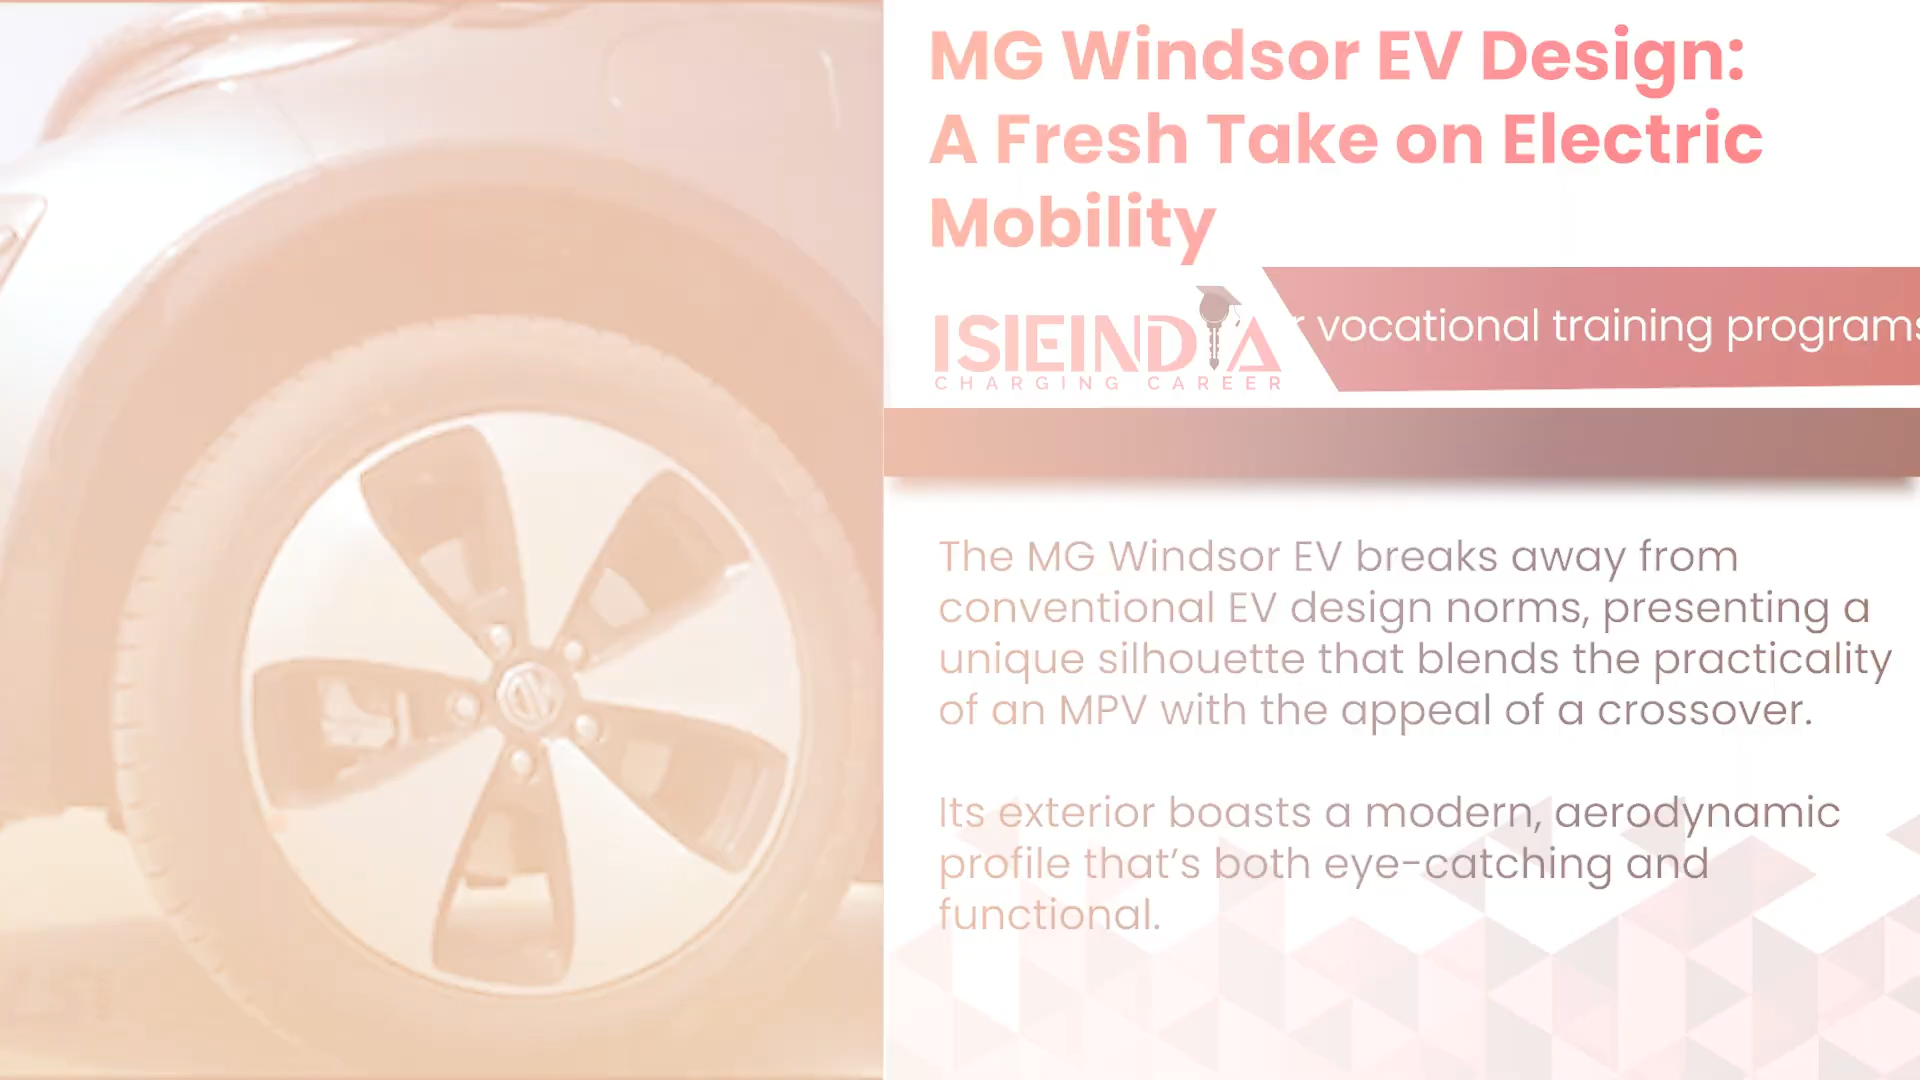 MG Windsor EV Design:
A Fresh Take on Electric
Mobility
ISIEINDIA
CHARGING CAREER
vocational training programs
The MG Windsor EV breaks away from
conventional EV design norms, presenting a
unique silhouette that blends the practicality
of an MPV with the appeal of a crossover.
Its exterior boasts a modern, aerodynamic
profile that’s both eye-catching and
functional.